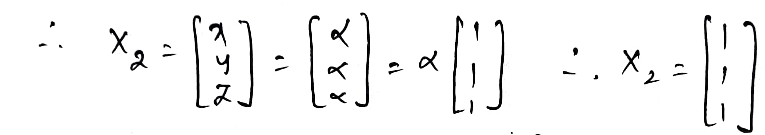 ∴ X₂ = [x y z] = [α α α] = α [1 1 1] ∴ X₂ = [1 1 1]